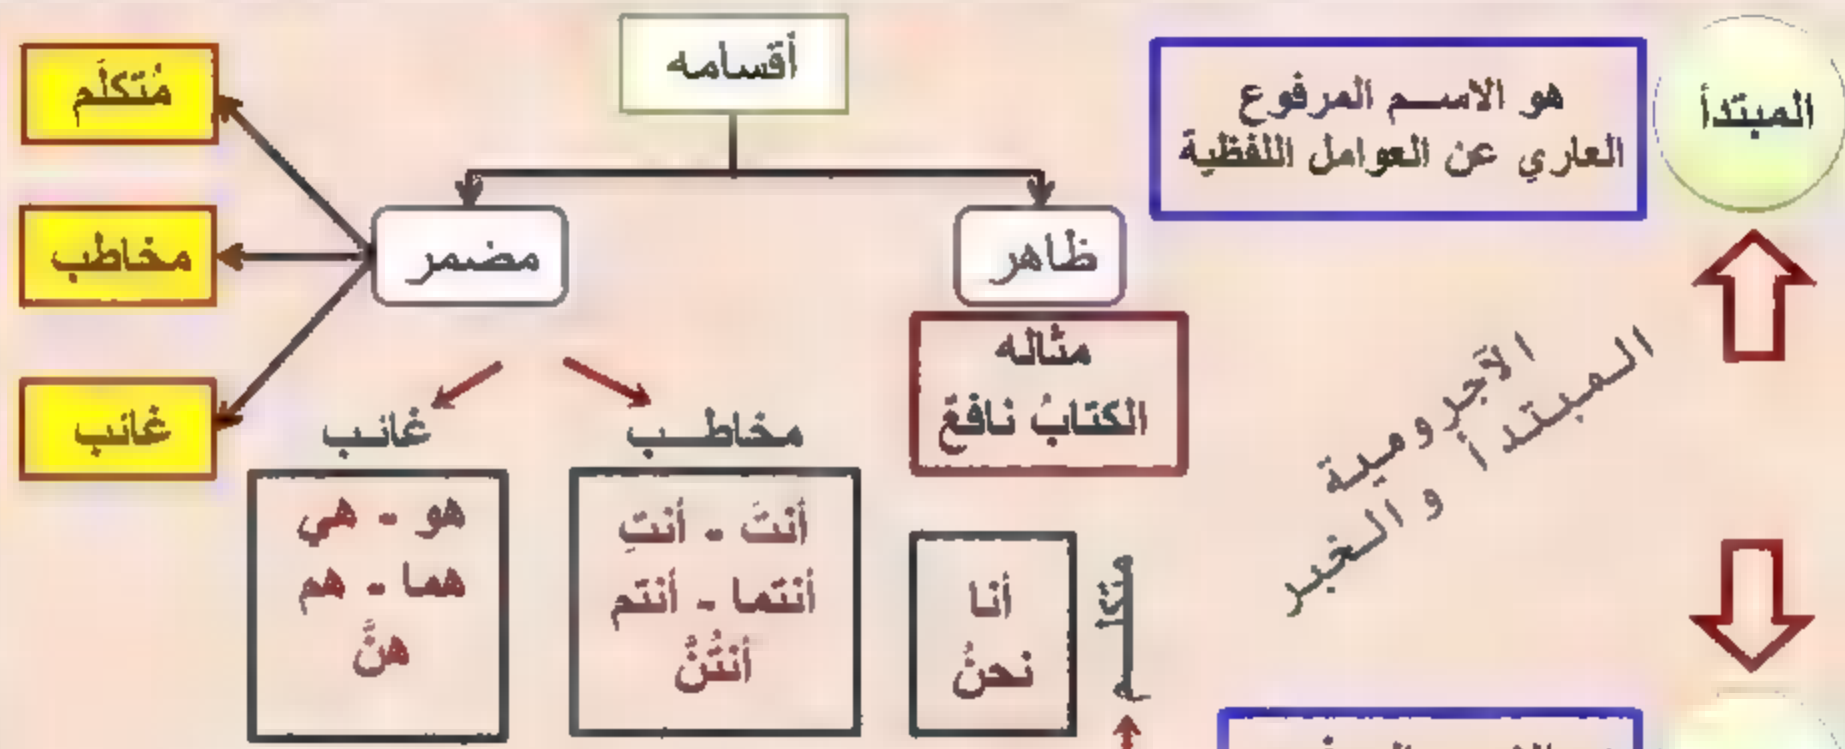 المبتدأ
هو الاسم المرفوع
العاري عن العوامل اللفظية
أقسامه
ظاهر
مضمر
مثاله
الكتابُ نافعٌ
مُتكلّم
مخاطب
غائب
مخاطب
أنتَ - أنتِ
أنتما - أنتم
أنتُنَّ
غائب
هو - هي
هما - هم
هنَّ
متكلم
أنا
نحنُ
الآجرومية
المبتدأ والخبر